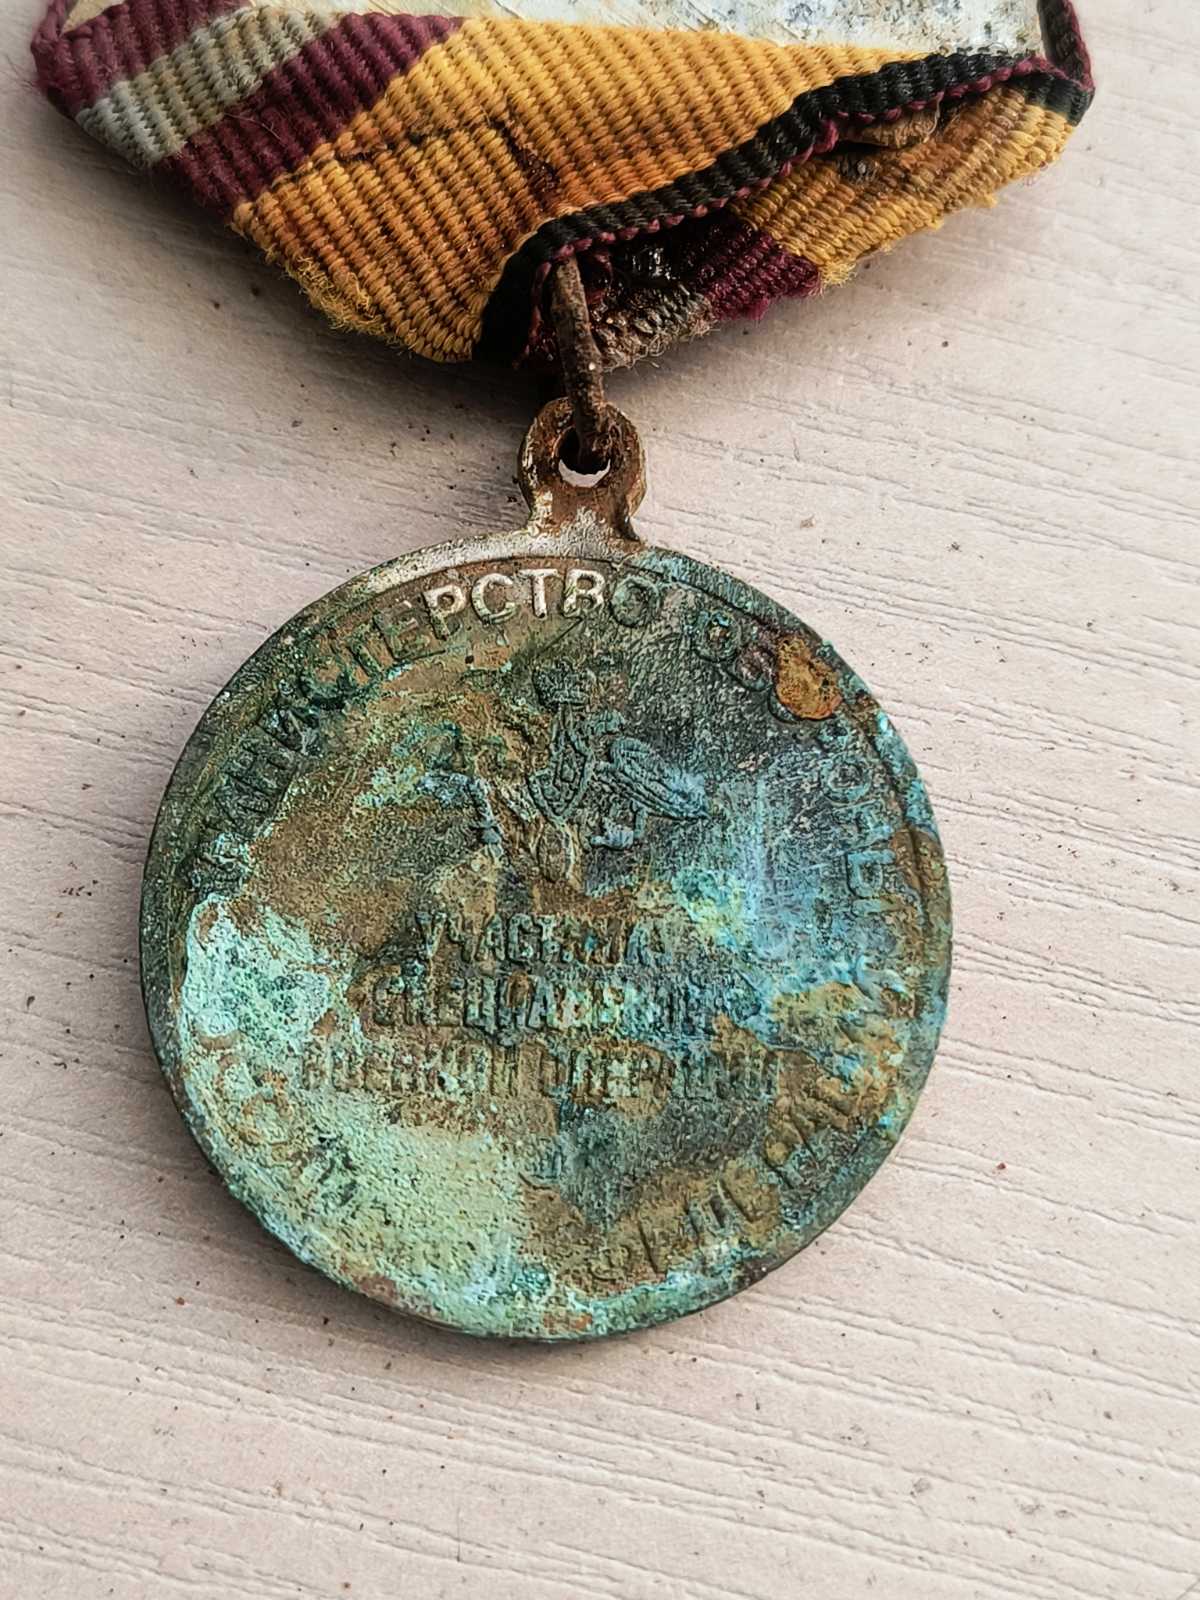 МИНИСТЕРСТВО ОБОРОНЫ
УЧАСТНИКУ
СПЕЦИАЛЬНОЙ
ВОЕННОЙ ОПЕРАЦИИ